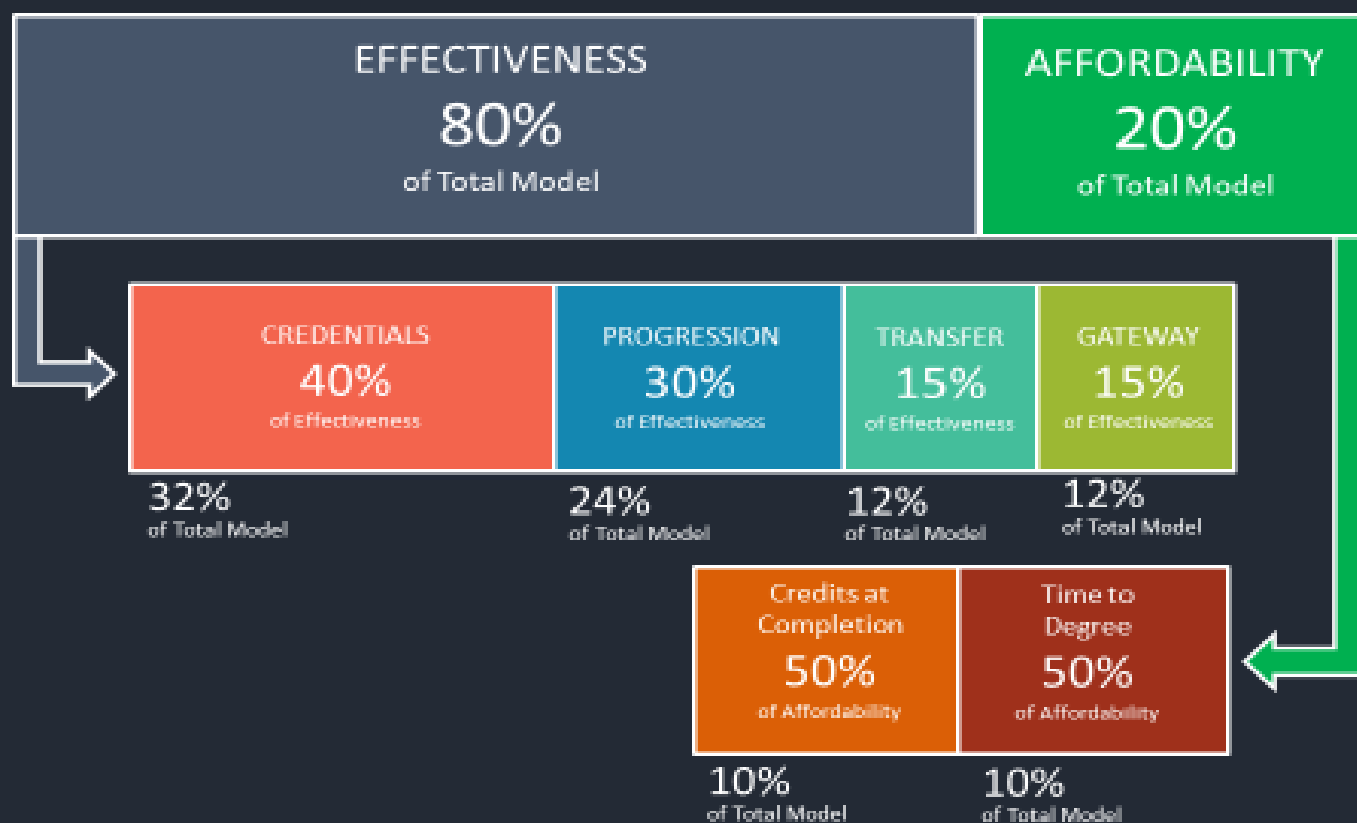 EFFECTIVENESS
80%
of Total Model
AFFORDABILITY
20%
of Total Model
CREDENTIALS
40%
of Effectiveness
PROGRESSION
30%
of Effectiveness
TRANSFER
15%
of Effectiveness
GATEWAY
15%
of Effectiveness
32%
of Total Model
24%
of Total Model
12%
of Total Model
12%
of Total Model
Credits at
Completion
50%
of Affordability
Time to
Degree
50%
of Affordability
10%
of Total Model
10%
of Total Model